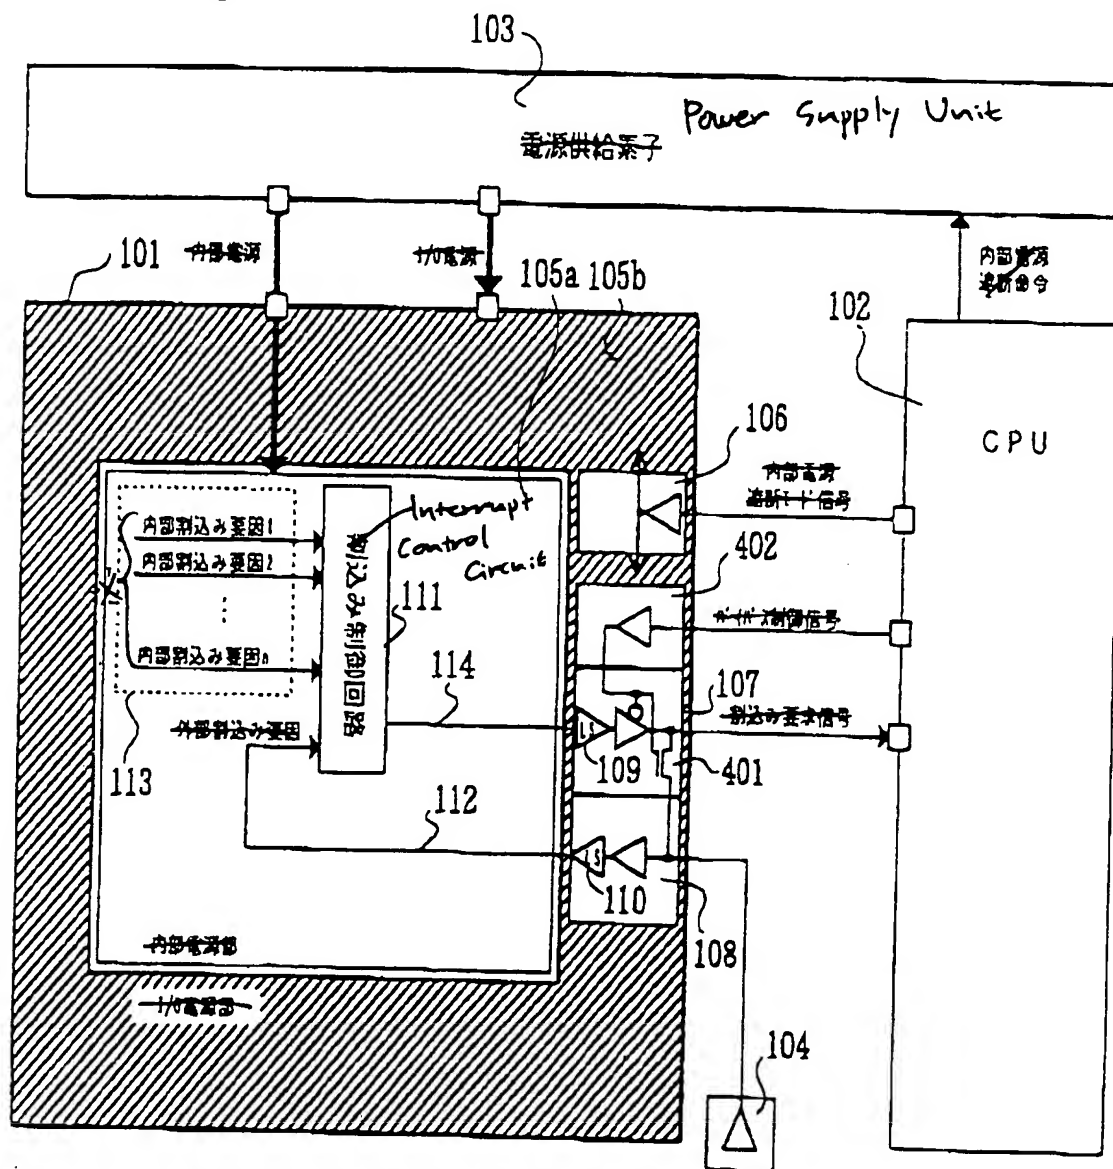 103
Power Supply Unit
電源供給素子
101
内部電源
I/O電源
105a
105b
内部電源
遮断命令
102
CPU
106
内部電源
遮断モード信号
402
内部割込み要因1
内部割込み要因2
内部割込み要因n
Interrupt
Control
Circuit
割込み制御回路
111
バイパス制御信号
114
107
割込み要求信号
外部割込み要因
LS
109
401
113
112
LS
110
108
内部電源部
I/O電源部
104